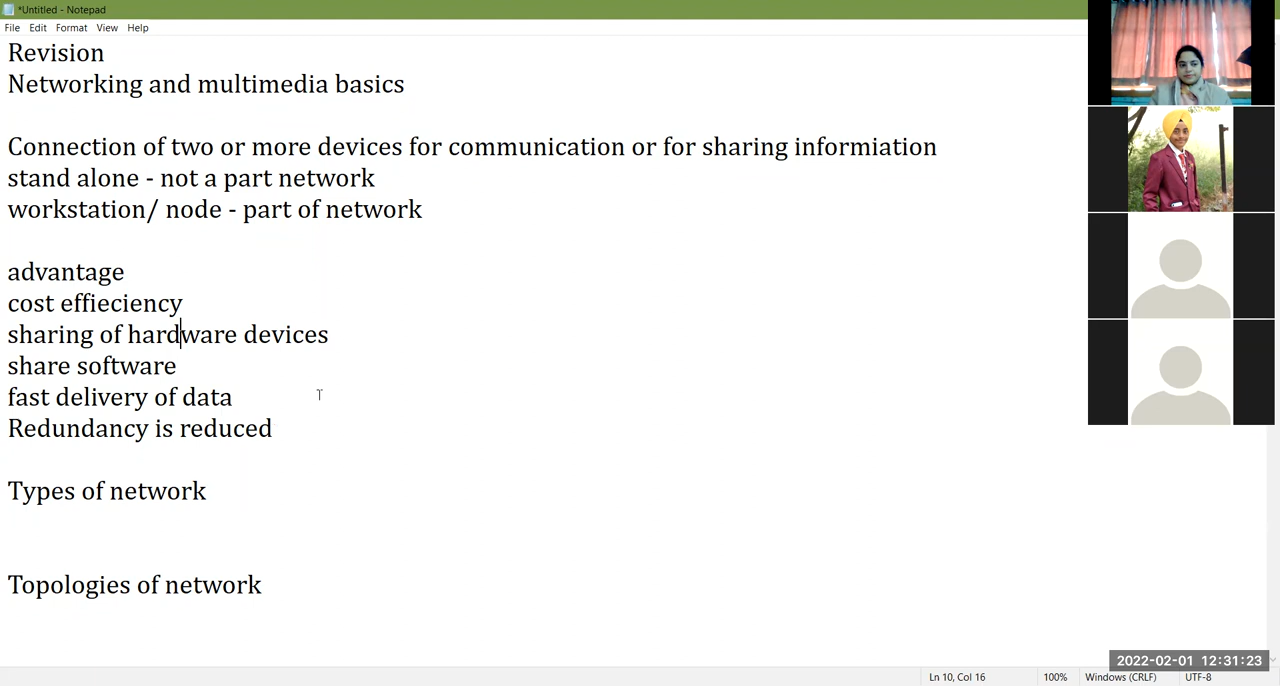 *Untitled - Notepad
File Edit Format View Help
Revision
Networking and multimedia basics
Connection of two or more devices for communication or for sharing informiation
stand alone - not a part network
workstation/ node - part of network
advantage
cost effieciency
sharing of hardware devices
share software
fast delivery of data
Redundancy is reduced
Types of network
Topologies of network
2022-02-01 12:31:23
Ln 10, Col 16 100% Windows (CRLF) UTF-8